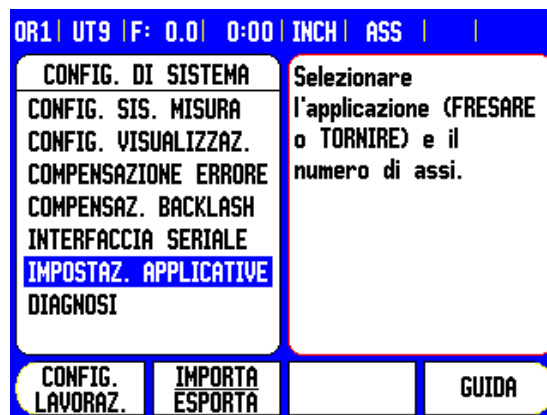 OR1| UT9 |F: 0.0| 0:00| INCH| ASS | |
CONFIG. DI SISTEMA
CONFIG. SIS. MISURA
CONFIG. VISUALIZZAZ.
COMPENSAZIONE ERRORE
COMPENSAZ. BACKLASH
INTERFACCIA SERIALE
IMPOSTAZ. APPLICATIVE
DIAGNOSI
Selezionare
l'applicazione (FRESARE
o TORNIRE) e il
numero di assi.
CONFIG.
LAVORAZ.
IMPORTA
ESPORTA
GUIDA